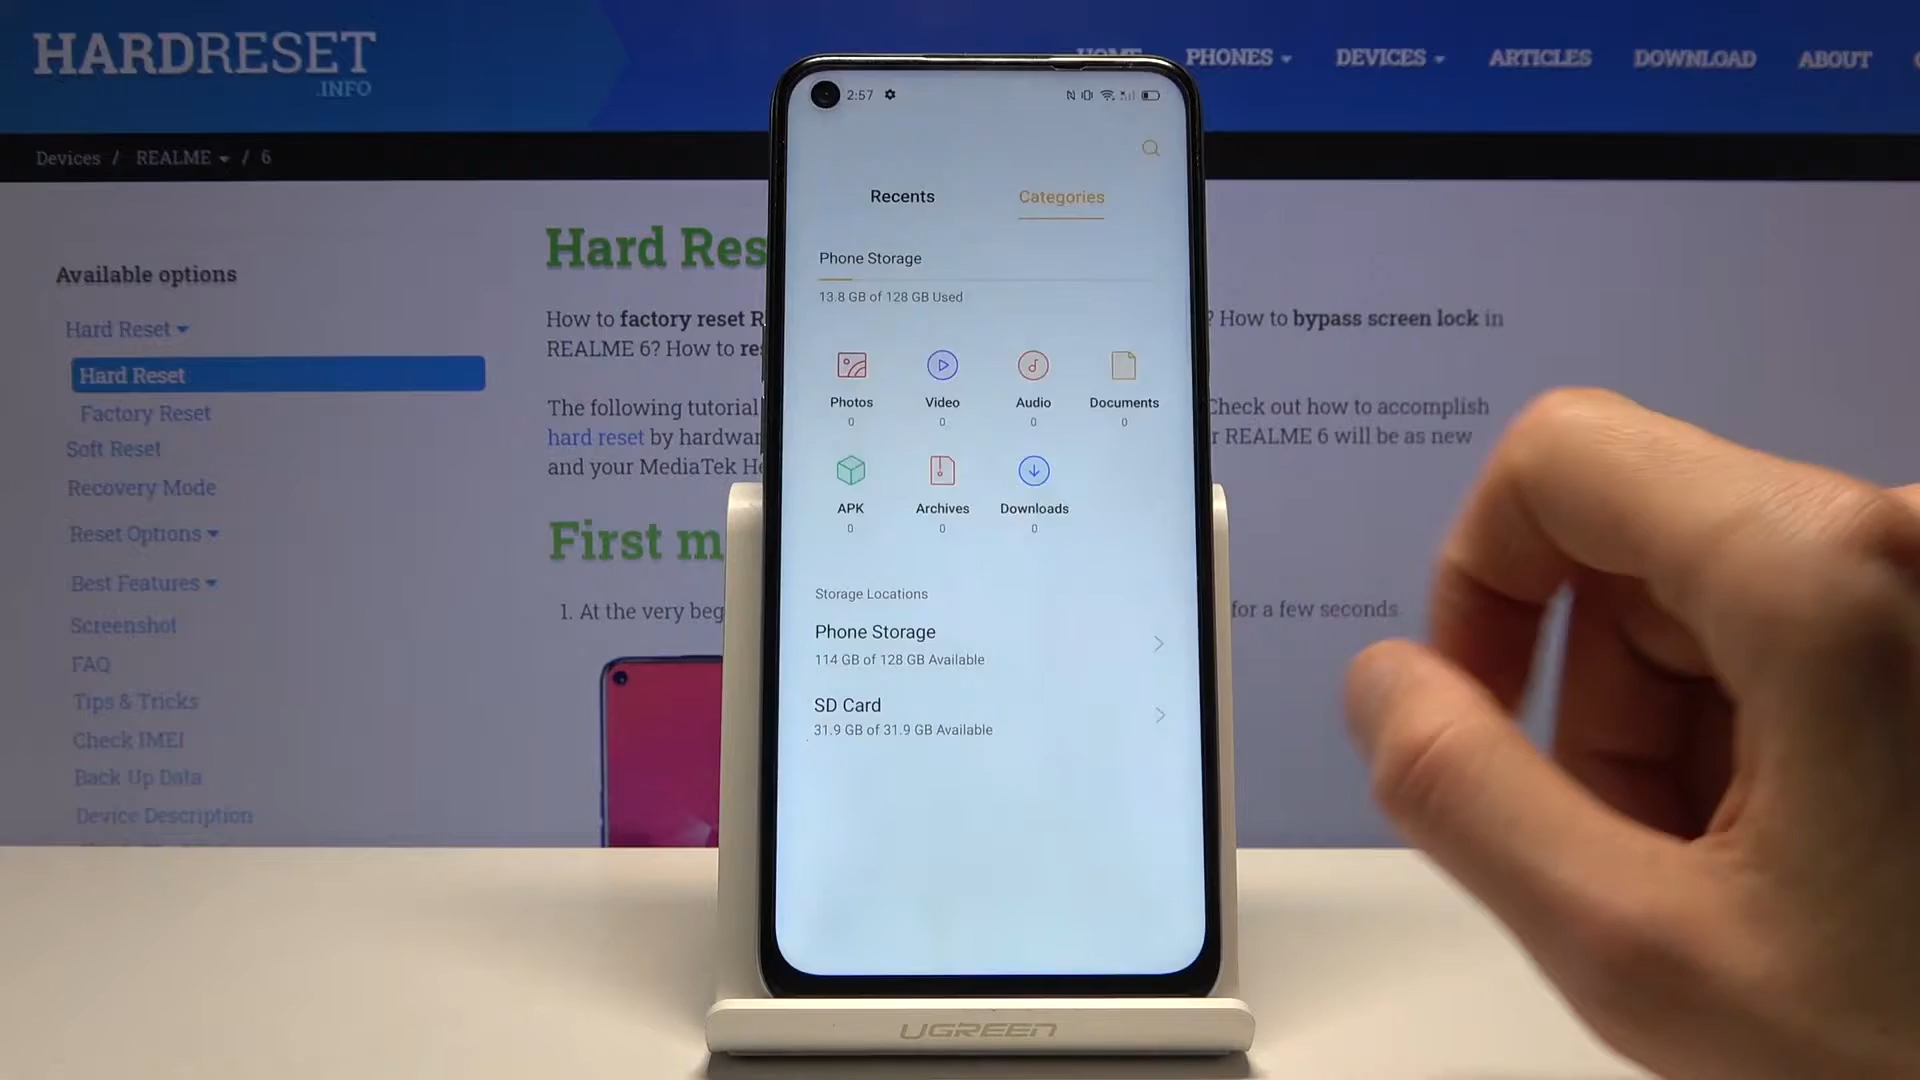 HARDRESET
.INFO
HOME PHONES DEVICES ARTICLES DOWNLOAD ABOUT
Devices / REALME / 6
Available options
Hard Reset
Hard Reset
Factory Reset
Soft Reset
Recovery Mode
Reset Options
Best Features
Screenshot
FAQ
Tips & Tricks
Check IMEI
Back Up Data
Device Description
Hard Res
How to factory reset R ? How to bypass screen lock in
REALME 6? How to re
The following tutorial Check out how to accomplish
hard reset by hardwar r REALME 6 will be as new
and your MediaTek He
First m
1. At the very beg for a few seconds.
2:57
Recents Categories
Phone Storage
13.8 GB of 128 GB Used
Photos Video Audio Documents
0 0 0 0
APK Archives Downloads
0 0 0
Storage Locations
Phone Storage
114 GB of 128 GB Available
SD Card
31.9 GB of 31.9 GB Available
UGREEN